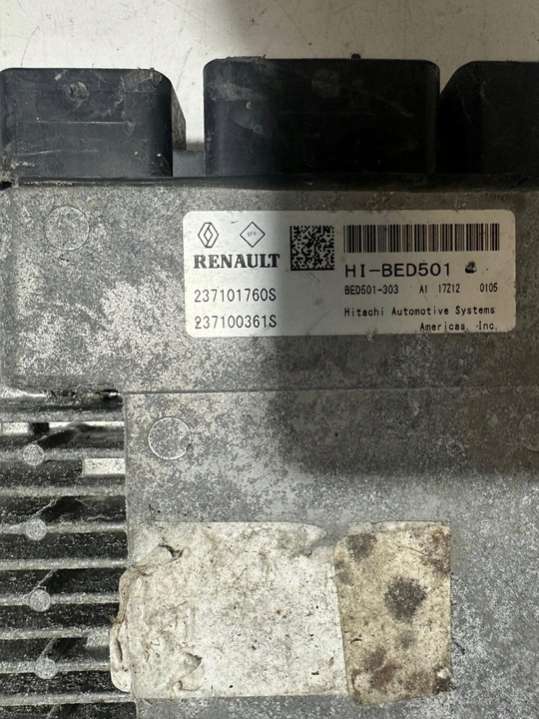 RENAULT
237101760S
237100361S
HI-BED501
BED501-303 A1 17Z12 0105
Hitachi Automotive Systems
Americas, Inc.